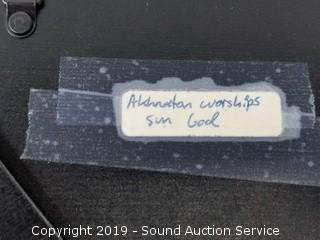 Akhnaton worships
sun God
Copyright 2019 - Sound Auction Service